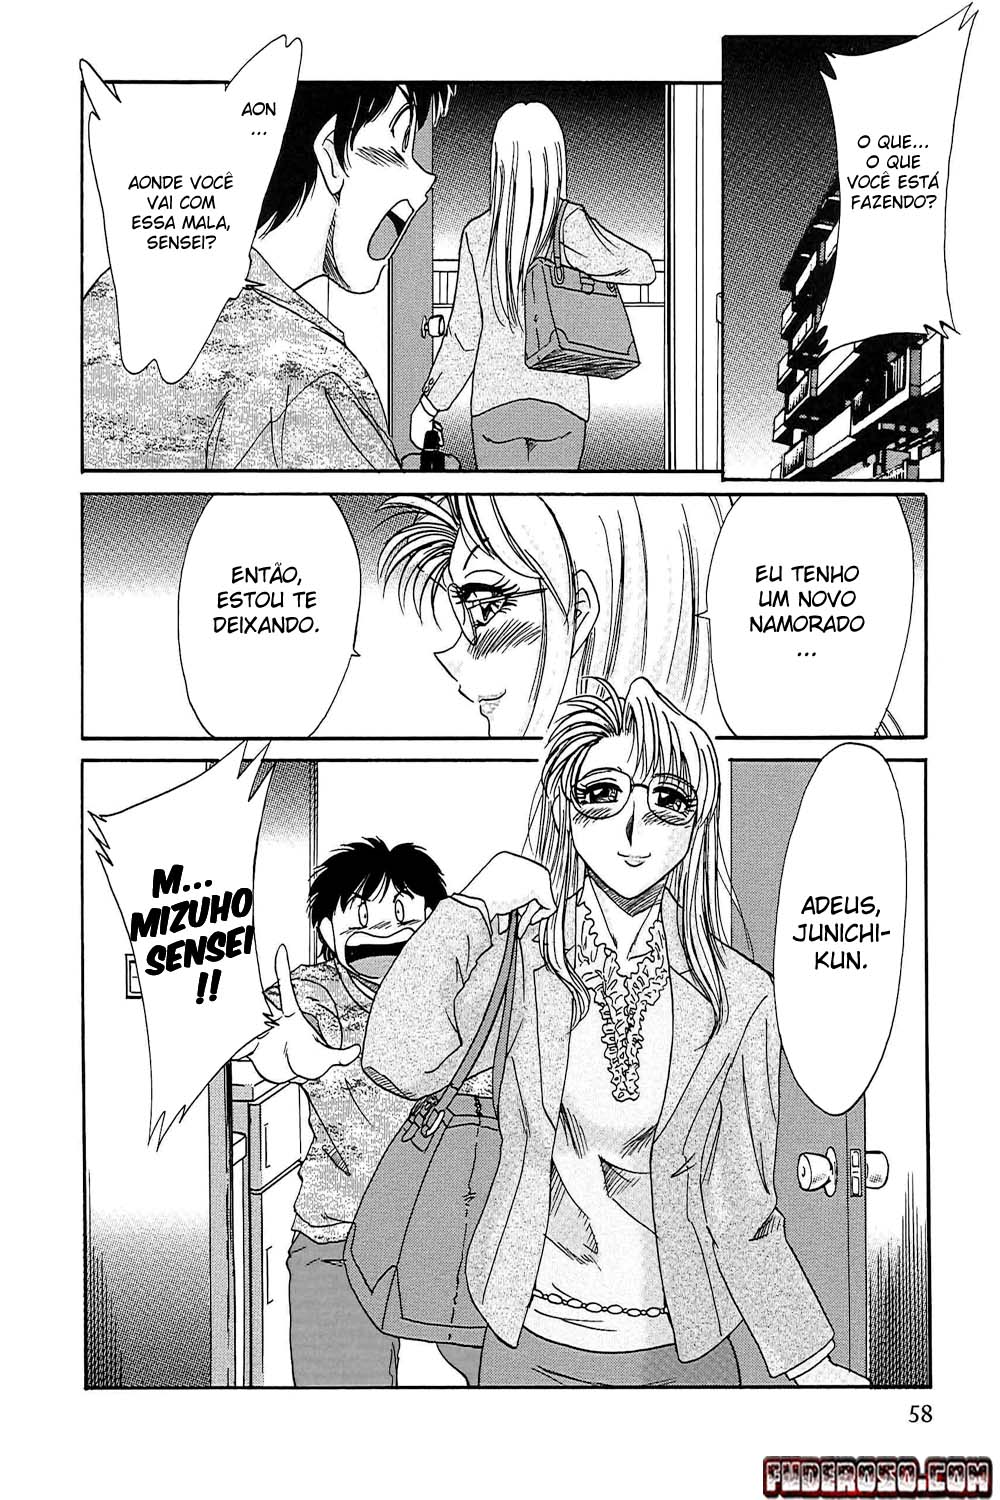 O QUE...
O QUE
VOCÊ ESTÁ
FAZENDO?
AON
...
AONDE VOCÊ
VAI COM
ESSA MALA,
SENSEI?
EU TENHO
UM NOVO
NAMORADO
...
ENTÃO,
ESTOU TE
DEIXANDO.
ADEUS,
JUNICHI-
KUN.
M...
MIZUHO
SENSEI
!!
58
FUDEROSO.COM